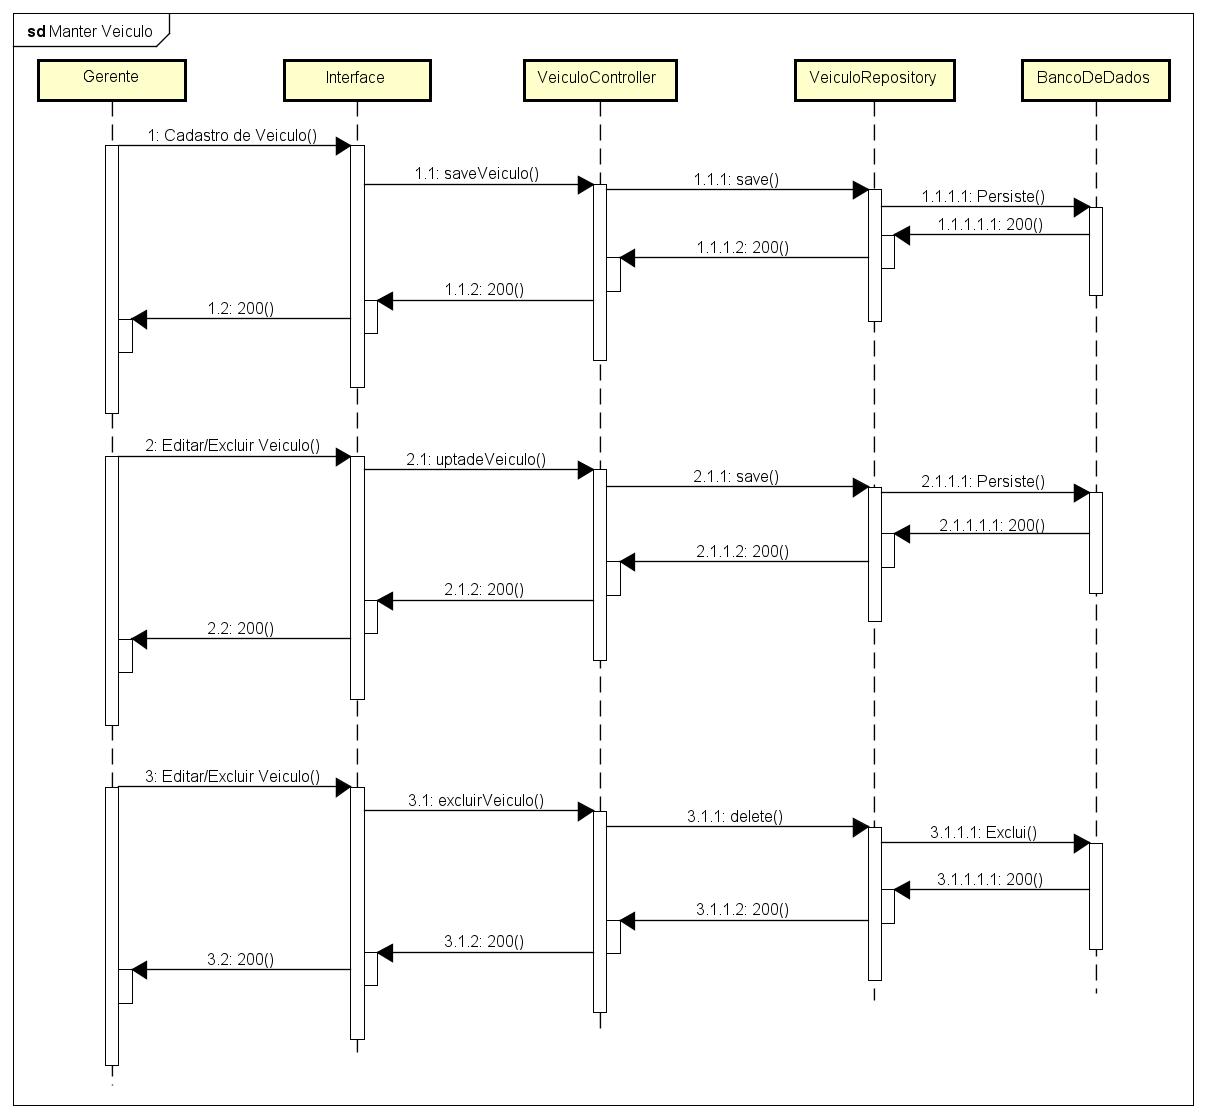 sd Manter Veiculo
Gerente
Interface
VeiculoController
VeiculoRepository
BancoDeDados
1: Cadastro de Veiculo()
1.1: saveVeiculo()
1.1.1: save()
1.1.1.1: Persiste()
1.1.1.1.1: 200()
1.1.1.2: 200()
1.1.2: 200()
1.2: 200()
2: Editar/Excluir Veiculo()
2.1: uptadeVeiculo()
2.1.1: save()
2.1.1.1: Persiste()
2.1.1.1.1: 200()
2.1.1.2: 200()
2.1.2: 200()
2.2: 200()
3: Editar/Excluir Veiculo()
3.1: excluirVeiculo()
3.1.1: delete()
3.1.1.1: Exclui()
3.1.1.1.1: 200()
3.1.1.2: 200()
3.1.2: 200()
3.2: 200()